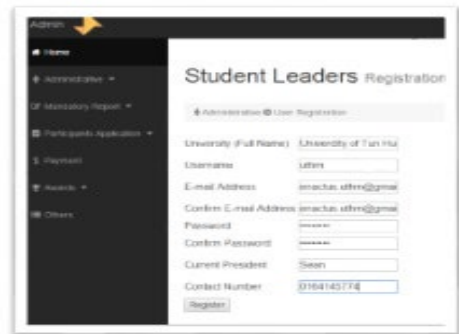 Admin
Home
Administrative
Mandatory Report
Participants Application
$ Payment
Awards
Others
Student Leaders Registration
Administrative User Registration
University (Full Name) University of Tun Hu
Username uthm
E-mail Address enactus.uthm@gmai
Confirm E-mail Address enactus.uthm@gmai
Password ********
Confirm Password ********
Current President Sean
Contact Number 0164145774
Register